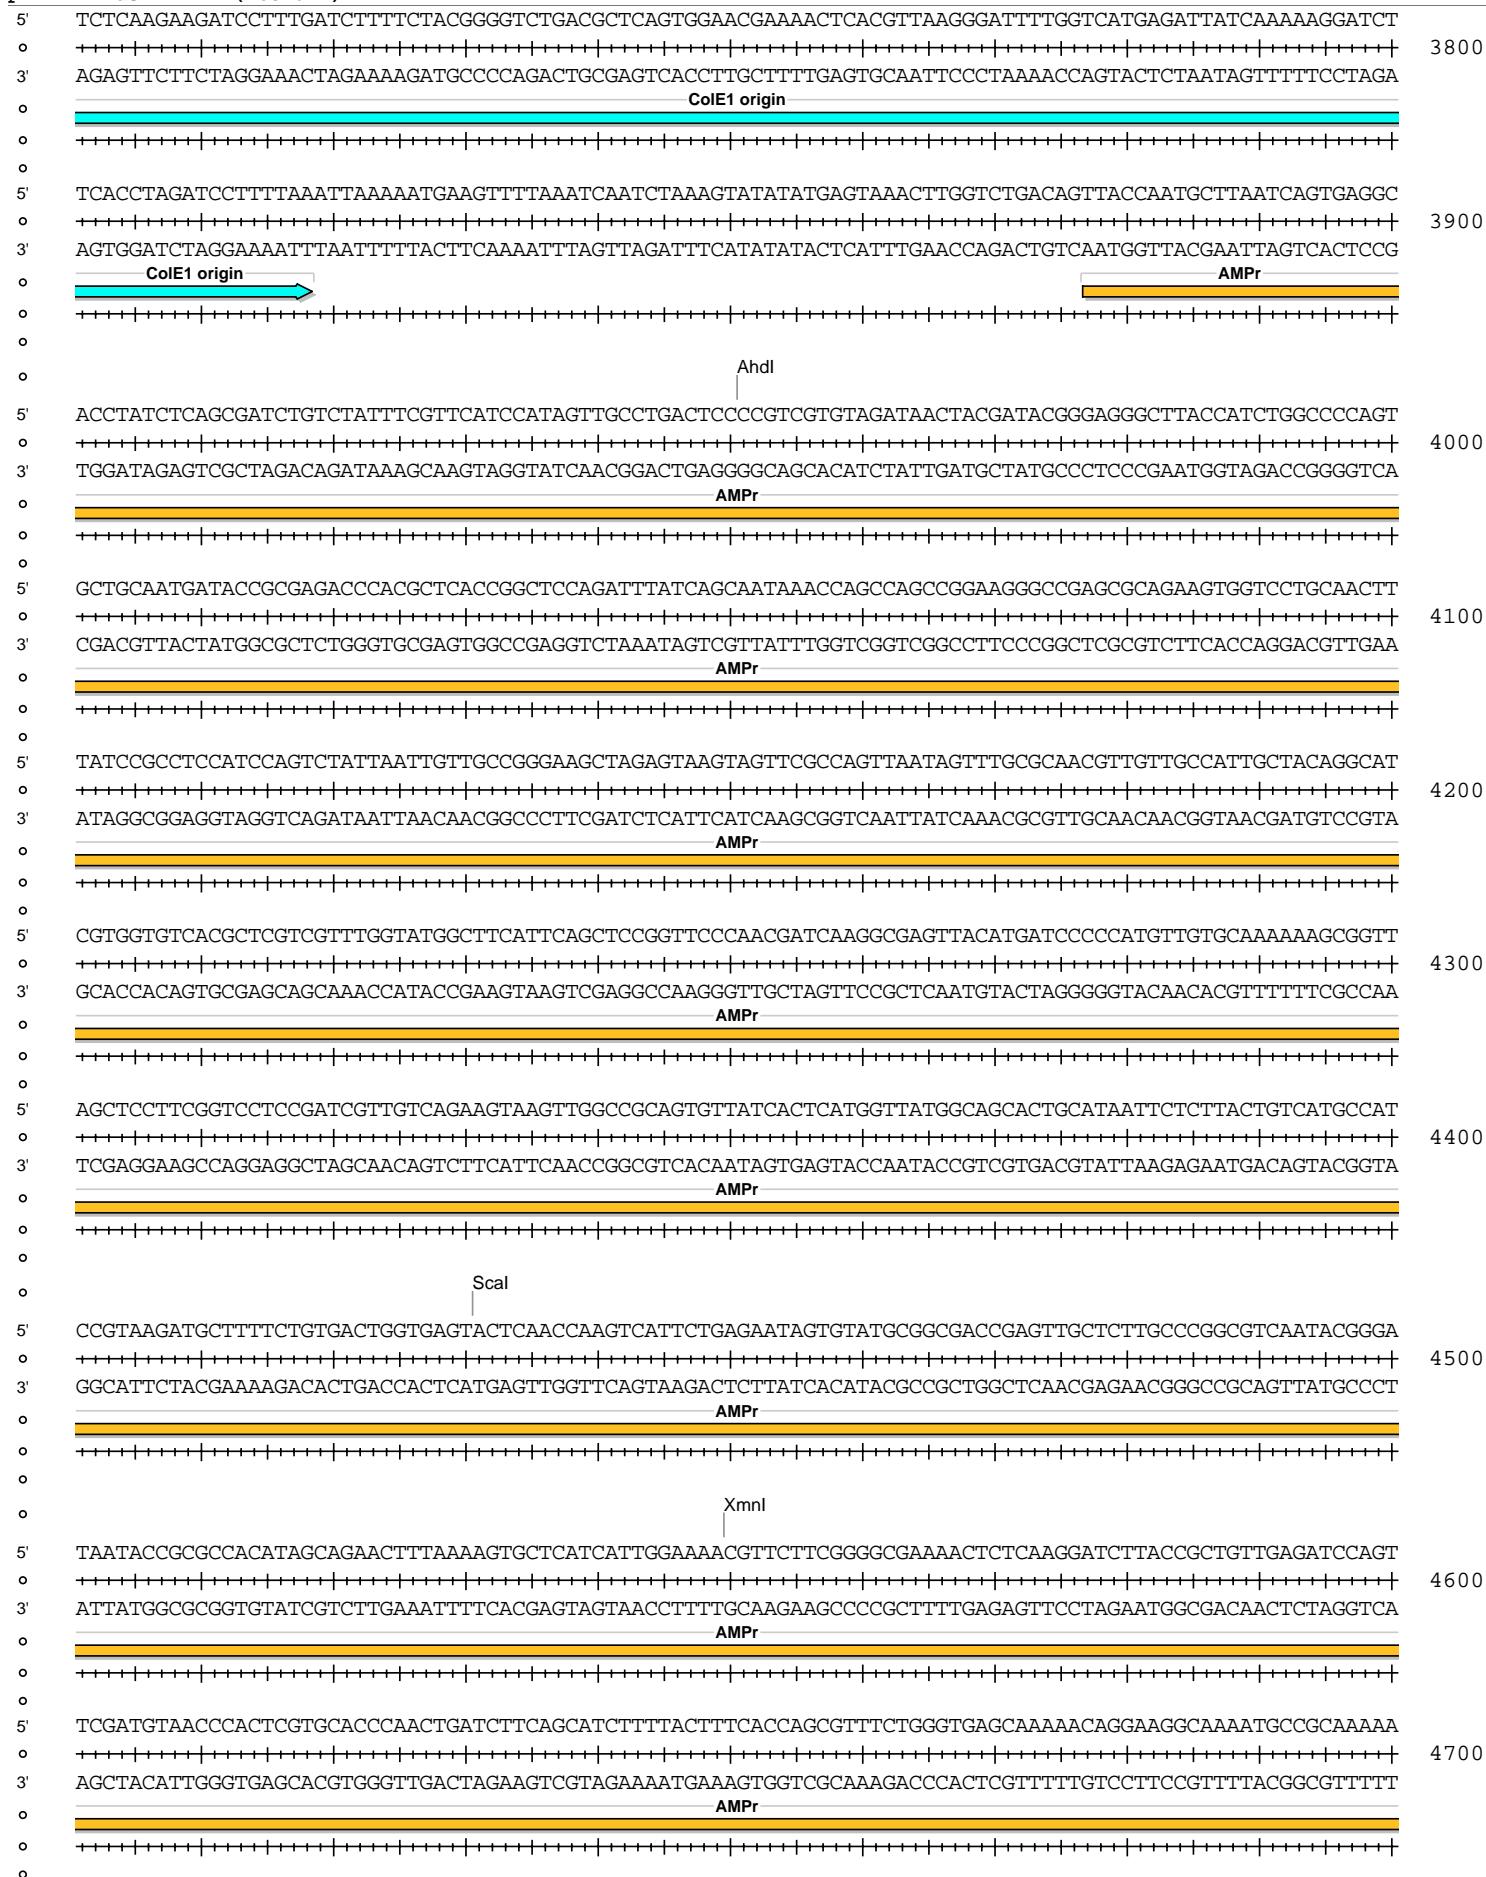 5' TCTCAAGAAGATCCTTTGATCTTTTCTACGGGGTCTGACGCTCAGTGGAACGAAAACTCACGTTAAGGGATTTTGGTCATGAGATTATCAAAAAGGATCT
3800
3' AGAGTTCTTCTAGGAAACTAGAAAAGATGCCCCAGACTGCGAGTCACCTTGCTTTTGAGTGCAATTCCCTAAAACCAGTACTCTAATAGTTTTTCCTAGA
ColE1 origin
5' TCACCTAGATCCTTTTAAATTAAAAATGAAGTTTTAAATCAATCTAAAGTATATATGAGTAAACTTGGTCTGACAGTTACCAATGCTTAATCAGTGAGGC
3900
3' AGTGGATCTAGGAAAATTTAATTTTTACTTCAAAATTTAGTTAGATTTCATATATACTCATTTGAACCAGACTGTCAATGGTTACGAATTAGTCACTCCG
ColE1 origin AMPr
AhdI
5' ACCTATCTCAGCGATCTGTCTATTTCGTTCATCCATAGTTGCCTGACTCCCCGTCGTGTAGATAACTACGATACGGGAGGGCTTACCATCTGGCCCCAGT
4000
3' TGGATAGAGTCGCTAGACAGATAAAGCAAGTAGGTATCAACGGACTGAGGGGCAGCACATCTATTGATGCTATGCCCTCCCGAATGGTAGACCGGGGTCA
AMPr
5' GCTGCAATGATACCGCGAGACCCACGCTCACCGGCTCCAGATTTATCAGCAATAAACCAGCCAGCCGGAAGGGCCGAGCGCAGAAGTGGTCCTGCAACTT
4100
3' CGACGTTACTATGGCGCTCTGGGTGCGAGTGGCCGAGGTCTAAATAGTCGTTATTTGGTCGGTCGGCCTTCCCGGCTCGCGTCTTCACCAGGACGTTGAA
AMPr
5' TATCCGCCTCCATCCAGTCTATTAATTGTTGCCGGGAAGCTAGAGTAAGTAGTTCGCCAGTTAATAGTTTGCGCAACGTTGTTGCCATTGCTACAGGCAT
4200
3' ATAGGCGGAGGTAGGTCAGATAATTAACAACGGCCCTTCGATCTCATTCATCAAGCGGTCAATTATCAAACGCGTTGCAACAACGGTAACGATGTCCGTA
AMPr
5' CGTGGTGTCACGCTCGTCGTTTGGTATGGCTTCATTCAGCTCCGGTTCCCAACGATCAAGGCGAGTTACATGATCCCCCATGTTGTGCAAAAAAGCGGTT
4300
3' GCACCACAGTGCGAGCAGCAAACCATACCGAAGTAAGTCGAGGCCAAGGGTTGCTAGTTCCGCTCAATGTACTAGGGGGTACAACACGTTTTTTCGCCAA
AMPr
5' AGCTCCTTCGGTCCTCCGATCGTTGTCAGAAGTAAGTTGGCCGCAGTGTTATCACTCATGGTTATGGCAGCACTGCATAATTCTCTTACTGTCATGCCAT
4400
3' TCGAGGAAGCCAGGAGGCTAGCAACAGTCTTCATTCAACCGGCGTCACAATAGTGAGTACCAATACCGTCGTGACGTATTAAGAGAATGACAGTACGGTA
AMPr
ScaI
5' CCGTAAGATGCTTTTCTGTGACTGGTGAGTACTCAACCAAGTCATTCTGAGAATAGTGTATGCGGCGACCGAGTTGCTCTTGCCCGGCGTCAATACGGGA
4500
3' GGCATTCTACGAAAAGACACTGACCACTCATGAGTTGGTTCAGTAAGACTCTTATCACATACGCCGCTGGCTCAACGAGAACGGGCCGCAGTTATGCCCT
AMPr
XmnI
5' TAATACCGCGCCACATAGCAGAACTTTAAAAGTGCTCATCATTGGAAAACGTTCTTCGGGGCGAAAACTCTCAAGGATCTTACCGCTGTTGAGATCCAGT
4600
3' ATTATGGCGCGGTGTATCGTCTTGAAATTTTCACGAGTAGTAACCTTTTGCAAGAAGCCCCGCTTTTGAGAGTTCCTAGAATGGCGACAACTCTAGGTCA
AMPr
5' TCGATGTAACCCACTCGTGCACCCAACTGATCTTCAGCATCTTTTACTTTCACCAGCGTTTCTGGGTGAGCAAAAACAGGAAGGCAAAATGCCGCAAAAA
4700
3' AGCTACATTGGGTGAGCACGTGGGTTGACTAGAAGTCGTAGAAAATGAAAGTGGTCGCAAAGACCCACTCGTTTTTGTCCTTCCGTTTTACGGCGTTTTT
AMPr